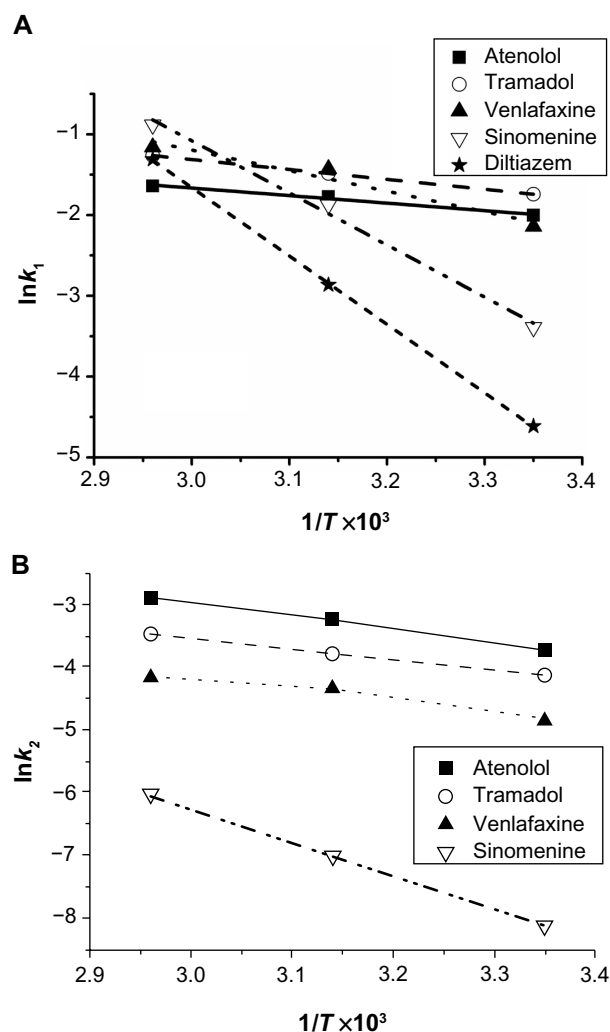 A
Atenolol
Tramadol
Venlafaxine
Sinomenine
Diltiazem
−1
−2
−3
−4
−5
lnk₁
2.9 3.0 3.1 3.2 3.3 3.4
1/T ×10³
B
−3
−4
−5
−6
−7
−8
lnk₂
Atenolol
Tramadol
Venlafaxine
Sinomenine
2.9 3.0 3.1 3.2 3.3 3.4
1/T ×10³